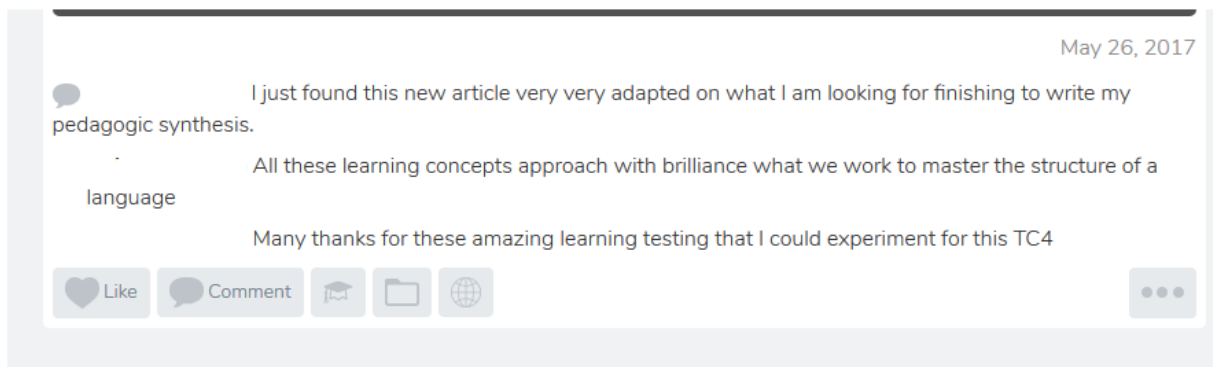 May 26, 2017
I just found this new article very very adapted on what I am looking for finishing to write my
pedagogic synthesis.
All these learning concepts approach with brilliance what we work to master the structure of a
language
Many thanks for these amazing learning testing that I could experiment for this TC4
Like Comment